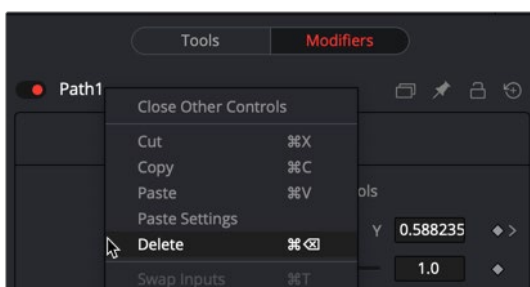 Tools Modifiers
Path1
Close Other Controls
Cut ⌘X
Copy ⌘C
Paste ⌘V
ols
Paste Settings
Y 0.588235
Delete ⌘⌫
1.0
Swap Inputs ⌘T